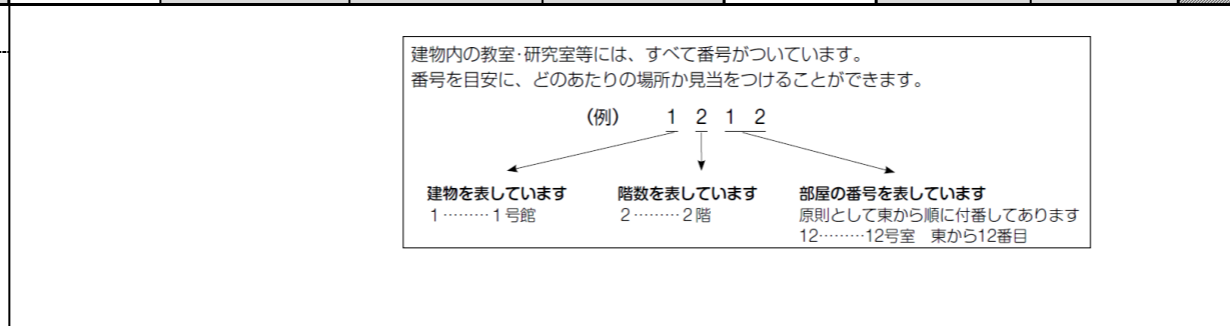 建物内の教室・研究室等には、すべて番号がついています。
番号を目安に、どのあたりの場所か見当をつけることができます。
(例) 1 2 1 2
建物を表しています 階数を表しています 部屋の番号を表しています
1………1号館 2………2階 原則として東から順に付番してあります
12………12号室 東から12番目